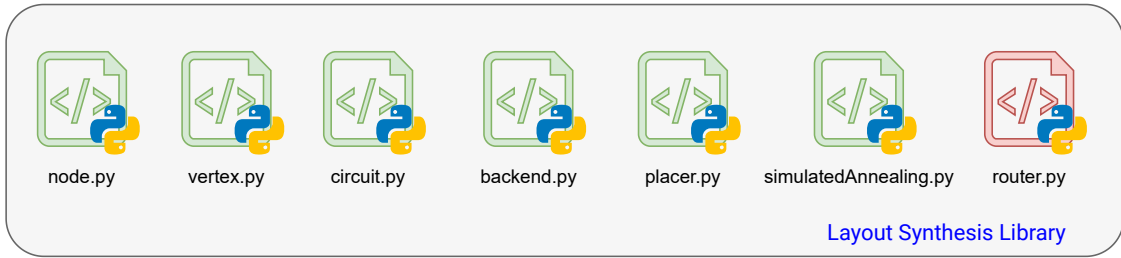 </> </> </> </> </> </> </>
node.py vertex.py circuit.py backend.py placer.py simulatedAnnealing.py router.py
Layout Synthesis Library